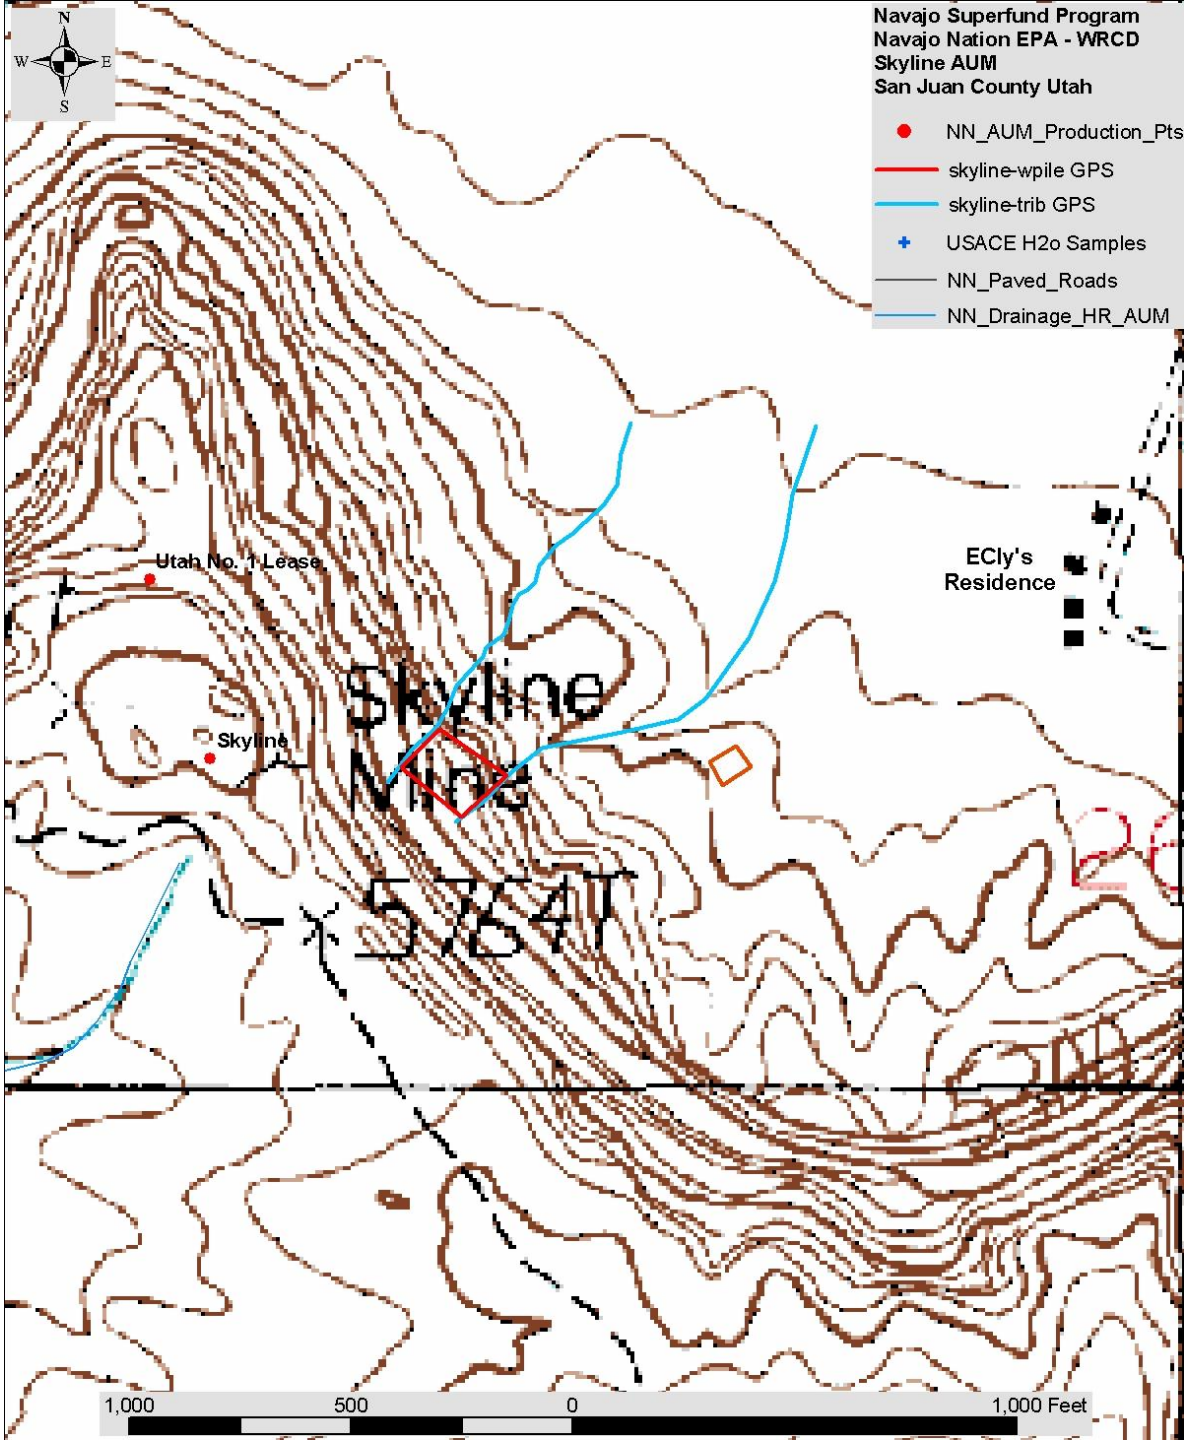 N
W E
S
Navajo Superfund Program
Navajo Nation EPA - WRCD
Skyline AUM
San Juan County Utah
NN_AUM_Production_Pts
skyline-wpile GPS
skyline-trib GPS
USACE H2o Samples
NN_Paved_Roads
NN_Drainage_HR_AUM
Utah No. 1 Lease
ECly's
Residence
Skyline
Mine
Skyline
5764T
1,000 500 0 1,000 Feet